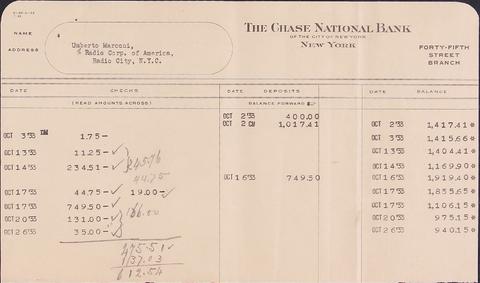 THE CHASE NATIONAL BANK
OF THE CITY OF NEW YORK
NEW YORK
FORTY-FIFTH
STREET
BRANCH
NAME
ADDRESS
Umberto Marconi,
% Radio Corp. of America,
Radio City, N.Y.C.
DATE CHECKS DATE DEPOSITS DATE BALANCE
(READ AMOUNTS ACROSS) BALANCE FORWARD
OCT 2'33 400.00
OCT 2 1,017.41 OCT 2'33 1,417.41*
OCT 3'33 1.75- OCT 3'33 1,415.66*
OCT 13'33 11.25- OCT 13'33 1,404.41*
OCT 14'33 234.51- OCT 14'33 1,169.90*
245.76
44.75
OCT 16'33 749.50 OCT 16'33 1,919.40*
OCT 17'33 44.75- 19.00- OCT 17'33 1,855.65*
OCT 17'33 749.50- OCT 17'33 1,106.15*
166.00
OCT 20'33 131.00- OCT 20'33 975.15*
OCT 26'33 35.00- OCT 26'33 940.15*
475.51
137.03
612.54